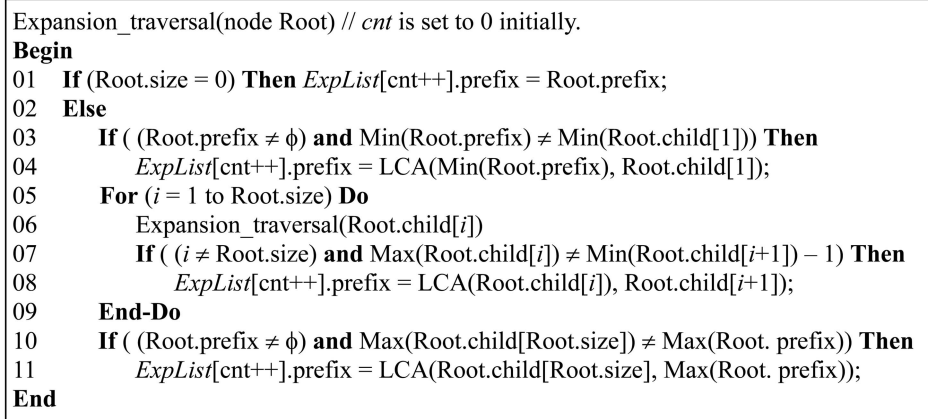 Expansion_traversal(node Root) // cnt is set to 0 initially.
Begin
01 If (Root.size = 0) Then ExpList[cnt++].prefix = Root.prefix;
02 Else
03 If ( (Root.prefix ≠ ϕ) and Min(Root.prefix) ≠ Min(Root.child[1])) Then
04 ExpList[cnt++].prefix = LCA(Min(Root.prefix), Root.child[1]);
05 For (i = 1 to Root.size) Do
06 Expansion_traversal(Root.child[i])
07 If ( (i ≠ Root.size) and Max(Root.child[i]) ≠ Min(Root.child[i+1]) – 1) Then
08 ExpList[cnt++].prefix = LCA(Root.child[i]), Root.child[i+1]);
09 End-Do
10 If ( (Root.prefix ≠ ϕ) and Max(Root.child[Root.size]) ≠ Max(Root. prefix)) Then
11 ExpList[cnt++].prefix = LCA(Root.child[Root.size], Max(Root. prefix));
End